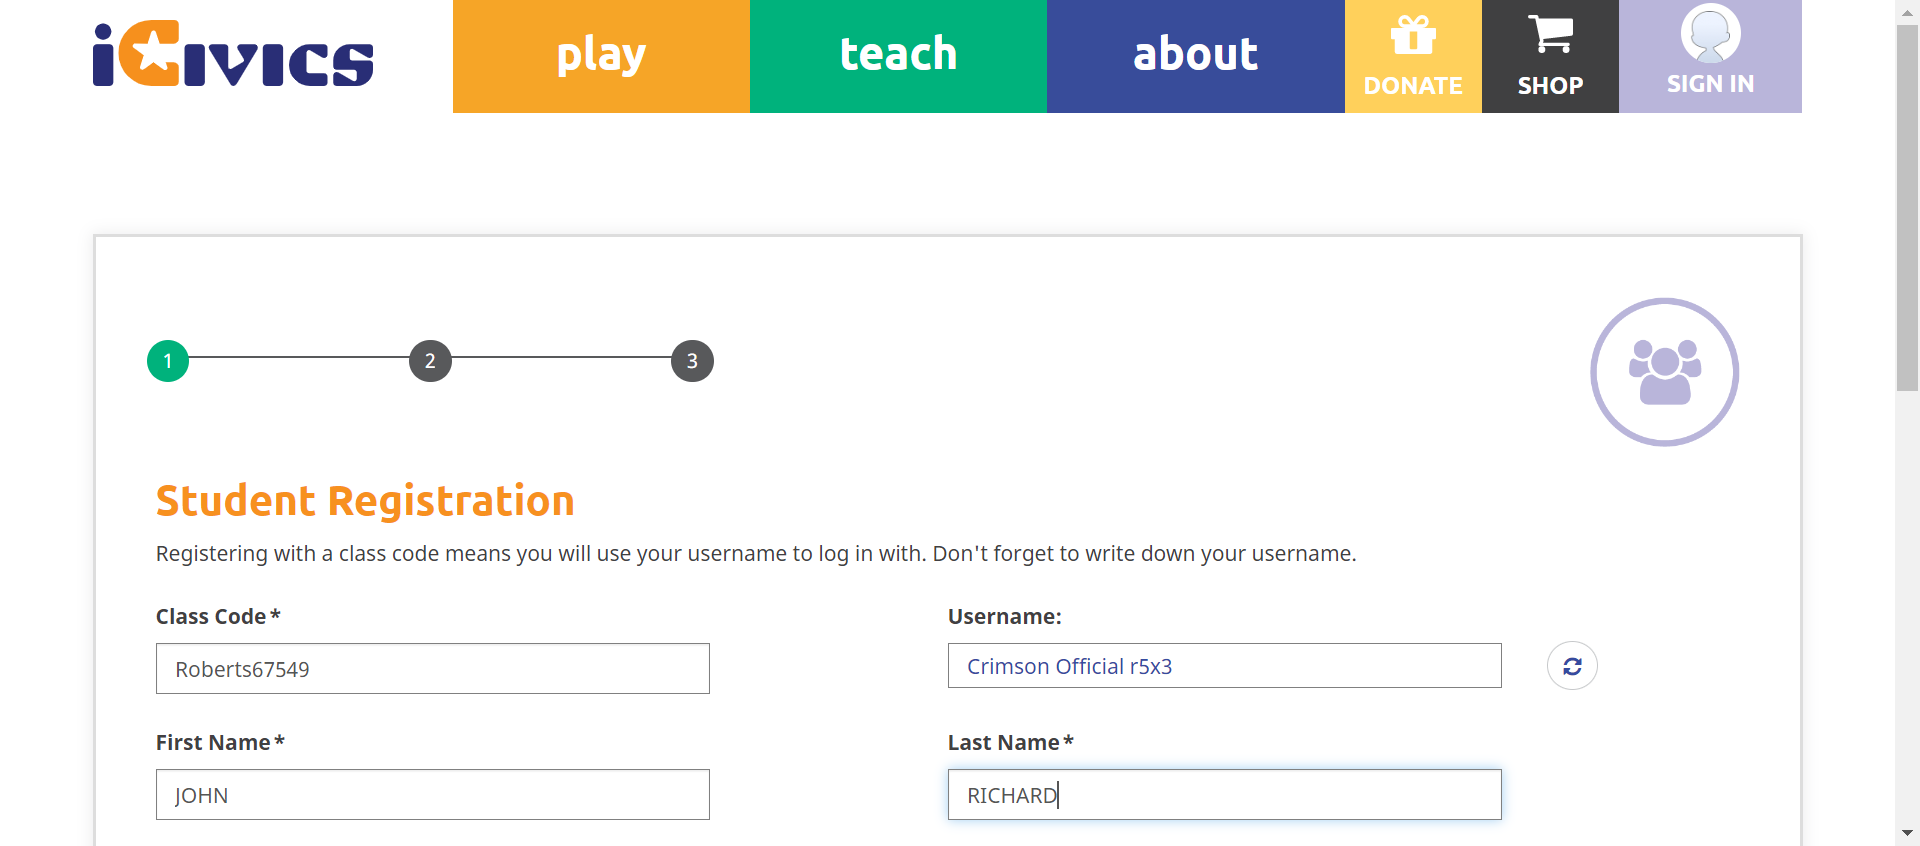 iCivics
play
teach
about
DONATE
SHOP
SIGN IN
1
2
3
Student Registration
Registering with a class code means you will use your username to log in with. Don't forget to write down your username.
Class Code*
Username:
Roberts67549
Crimson Official r5x3
First Name*
Last Name*
JOHN
RICHARD